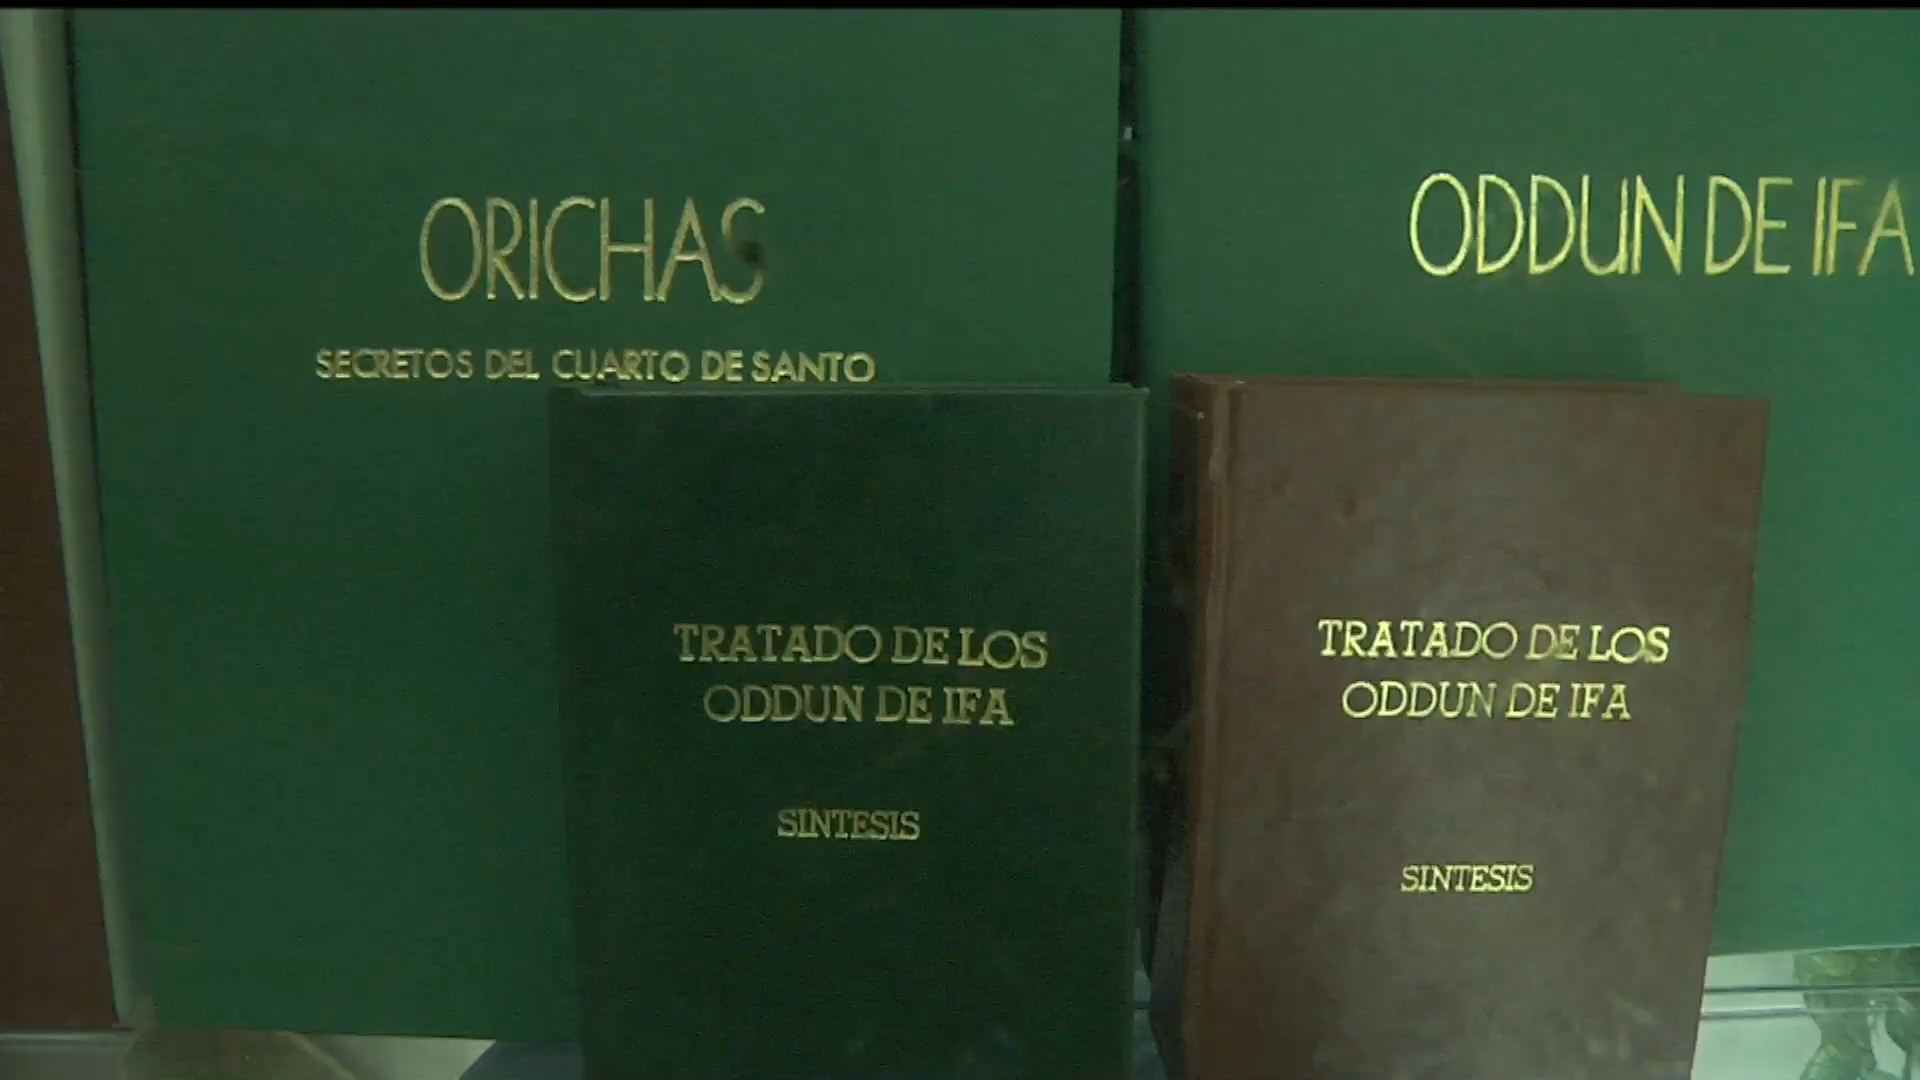 ORICHAS
SECRETOS DEL CUARTO DE SANTO
ODDUN DE IFA
TRATADO DE LOS
ODDUN DE IFA
SINTESIS
TRATADO DE LOS
ODDUN DE IFA
SINTESIS